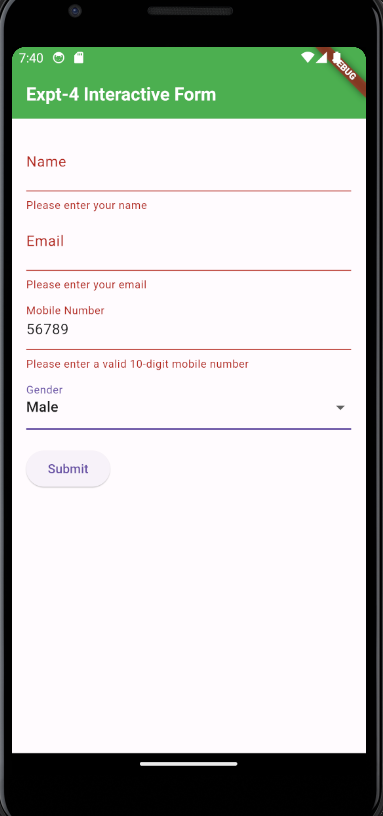 7:40
DEBUG
Expt-4 Interactive Form
Name
Please enter your name
Email
Please enter your email
Mobile Number
56789
Please enter a valid 10-digit mobile number
Gender
Male
Submit